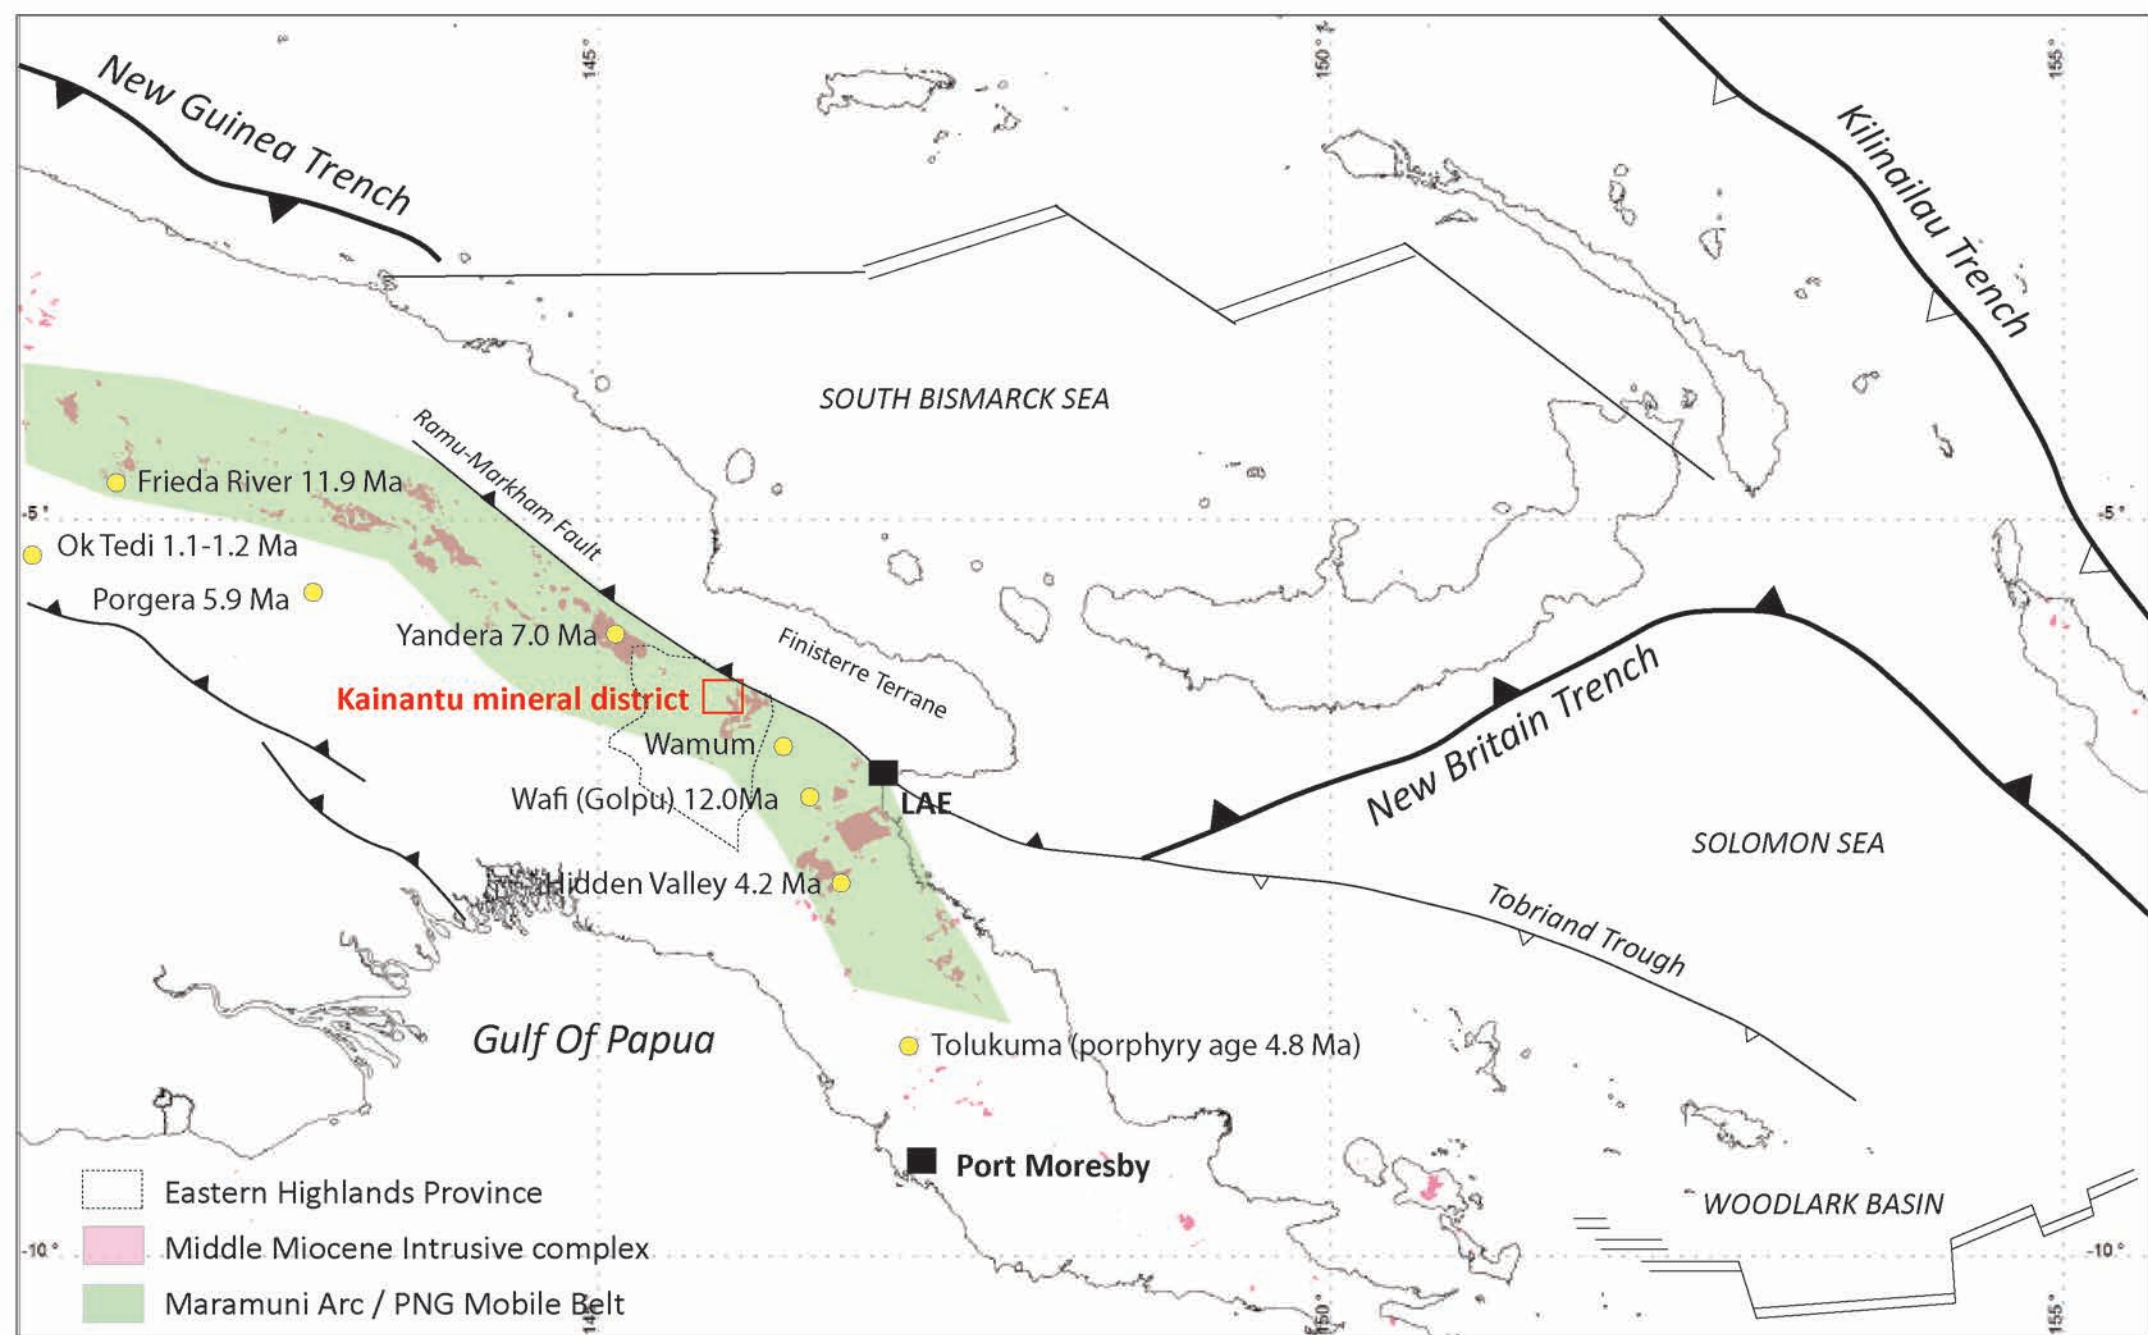 145°
150°
155°
New Guinea Trench
Kilinailau Trench
SOUTH BISMARCK SEA
Ramu-Markham Fault
Frieda River 11.9 Ma
-5°
-5°
Ok Tedi 1.1-1.2 Ma
Porgera 5.9 Ma
Yandera 7.0 Ma
Finisterre Terrane
Kainantu mineral district
New Britain Trench
Wamum
Wafi (Golpu) 12.0Ma
LAE
SOLOMON SEA
Hidden Valley 4.2 Ma
Tobriand Trough
Gulf Of Papua
Tolukuma (porphyry age 4.8 Ma)
Port Moresby
Eastern Highlands Province
WOODLARK BASIN
Middle Miocene Intrusive complex
-10°
-10°
Maramuni Arc / PNG Mobile Belt
150°
155°